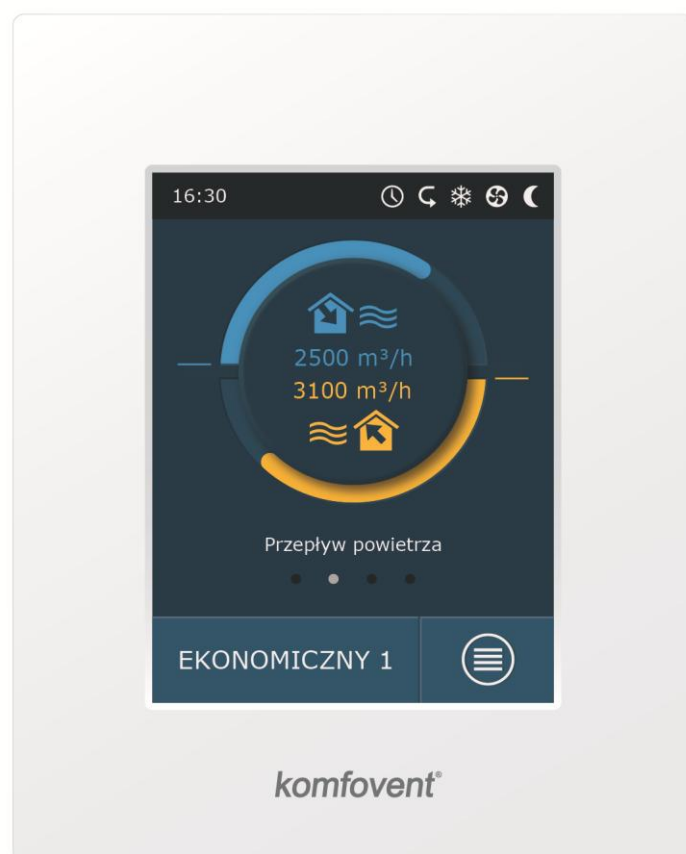 16:30
2500 m³/h
3100 m³/h
Przepływ powietrza
EKONOMICZNY 1
komfovent®